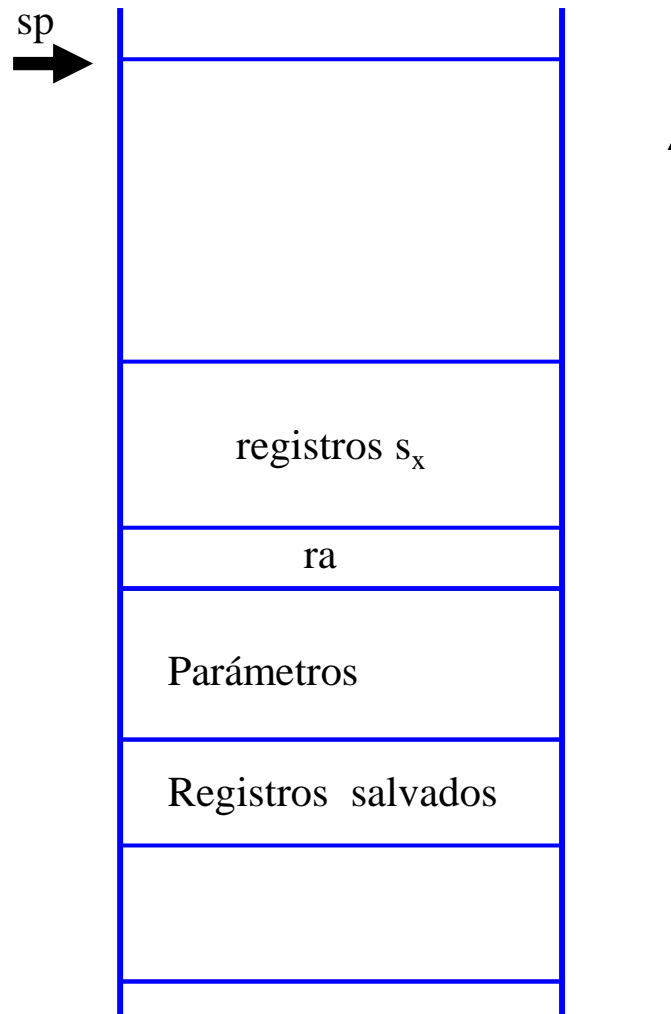 sp
registros sₓ
ra
Parámetros
Registros salvados